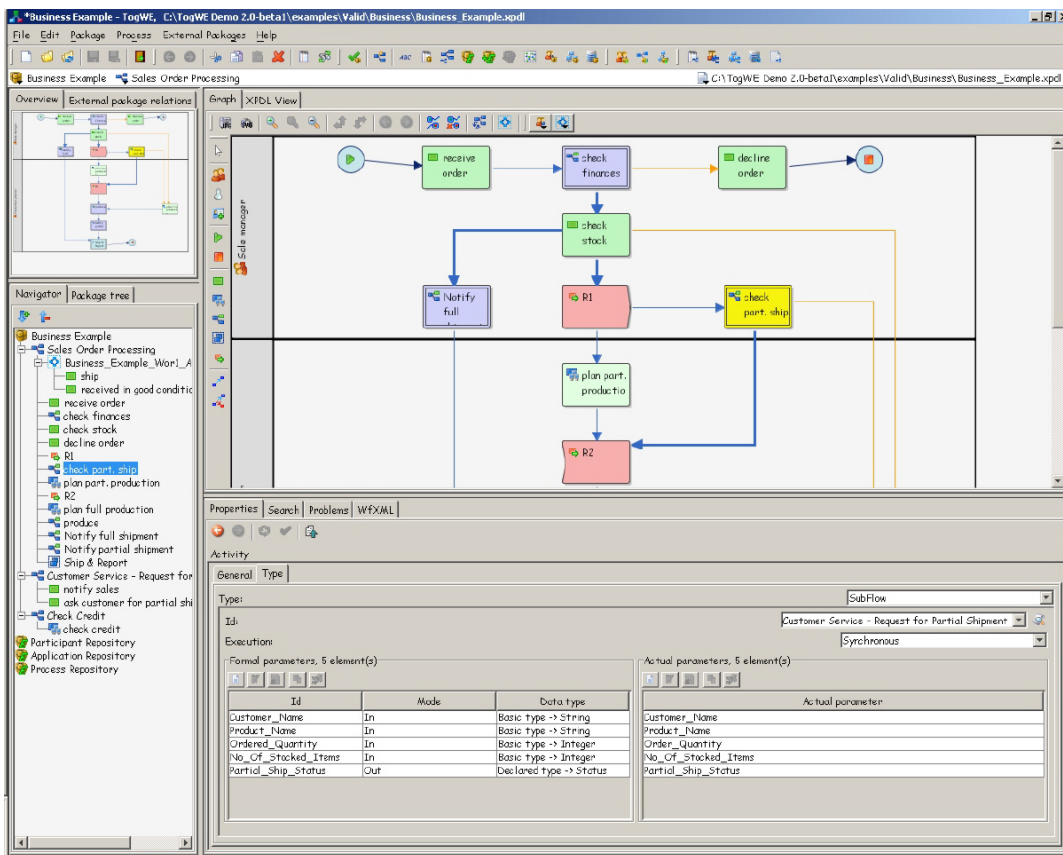 *Business Example - TogWE, C:\TogWE Demo 2.0-beta1\examples\Valid\Business\Business_Example.xpdl
File Edit Package Process External Packages Help
Business Example Sales Order Processing C:\TogWE Demo 2.0-beta1\examples\Valid\Business\Business_Example.xpdl
Overview External package relations
Graph XPDL View
Sale manager
receive order
check finances
decline order
check stock
Notify full
R1
check part. ship
plan part. productio
R2
Navigator Package tree
Business Example
Sales Order Processing
Business_Example_Wor1_A
ship
received in good conditic
receive order
check finances
check stock
decline order
R1
check part. ship
plan part. production
R2
plan full production
produce
Notify full shipment
Notify partial shipment
Ship & Report
Customer Service - Request for
notify sales
ask customer for partial shi
Check Credit
check credit
Participant Repository
Application Repository
Process Repository
Properties Search Problems WfXML
Activity
General Type
Type: SubFlow
Id: Customer Service - Request for Partial Shipment
Execution: Synchronous
Formal parameters, 5 element(s)
Id Mode Data type
Customer_Name In Basic type -> String
Product_Name In Basic type -> String
Ordered_Quantity In Basic type -> Integer
No_Of_Stocked_Items In Basic type -> Integer
Partial_Ship_Status Out Declared type -> Status
Actual parameters, 5 element(s)
Actual parameter
Customer_Name
Product_Name
Order_Quantity
No_Of_Stocked_Items
Partial_Ship_Status